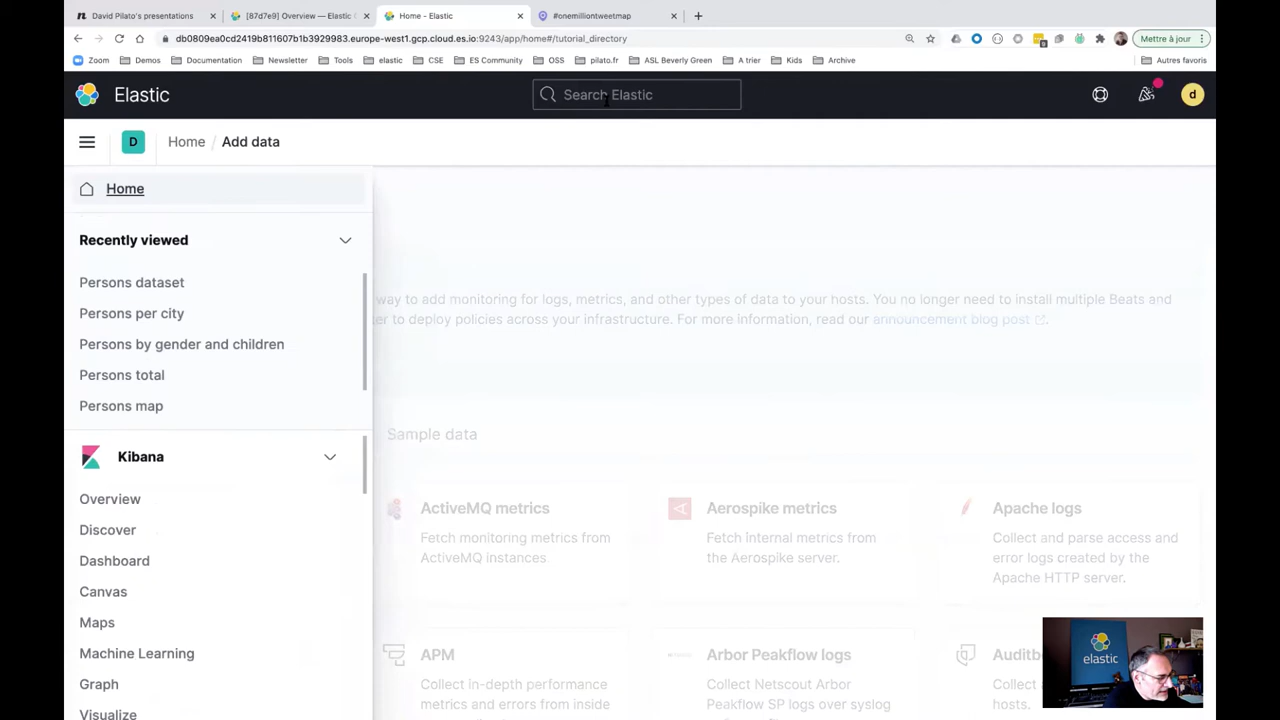 David Pilato's presentations
[87d7e9] Overview — Elastic C
Home - Elastic
#onemilliontweetmap
db0809ea0cd2419b811607b1b3929983.europe-west1.gcp.cloud.es.io:9243/app/home#/tutorial_directory
Mettre à jour
Zoom
Demos
Documentation
Newsletter
Tools
elastic
CSE
ES Community
OSS
pilato.fr
ASL Beverly Green
A trier
Kids
Archive
Autres favoris
Elastic
Search Elastic
d
D
Home / Add data
Home
Recently viewed
Persons dataset
Persons per city
Persons by gender and children
Persons total
Persons map
Kibana
Overview
Discover
Dashboard
Canvas
Maps
Machine Learning
Graph
Visualize
way to add monitoring for logs, metrics, and other types of data to your hosts. You no longer need to install multiple Beats and
to deploy policies across your infrastructure. For more information, read our announcement blog post.
Sample data
ActiveMQ metrics
Fetch monitoring metrics from
ActiveMQ instances
Aerospike metrics
Fetch internal metrics from
the Aerospike server.
Apache logs
Collect and parse access and
error logs created by the
Apache HTTP server.
APM
Collect in-depth performance
metrics and errors from inside
Arbor Peakflow logs
Collect Netscout Arbor
Peakflow SP logs over syslog
Auditb
Collect
hosts.
elastic